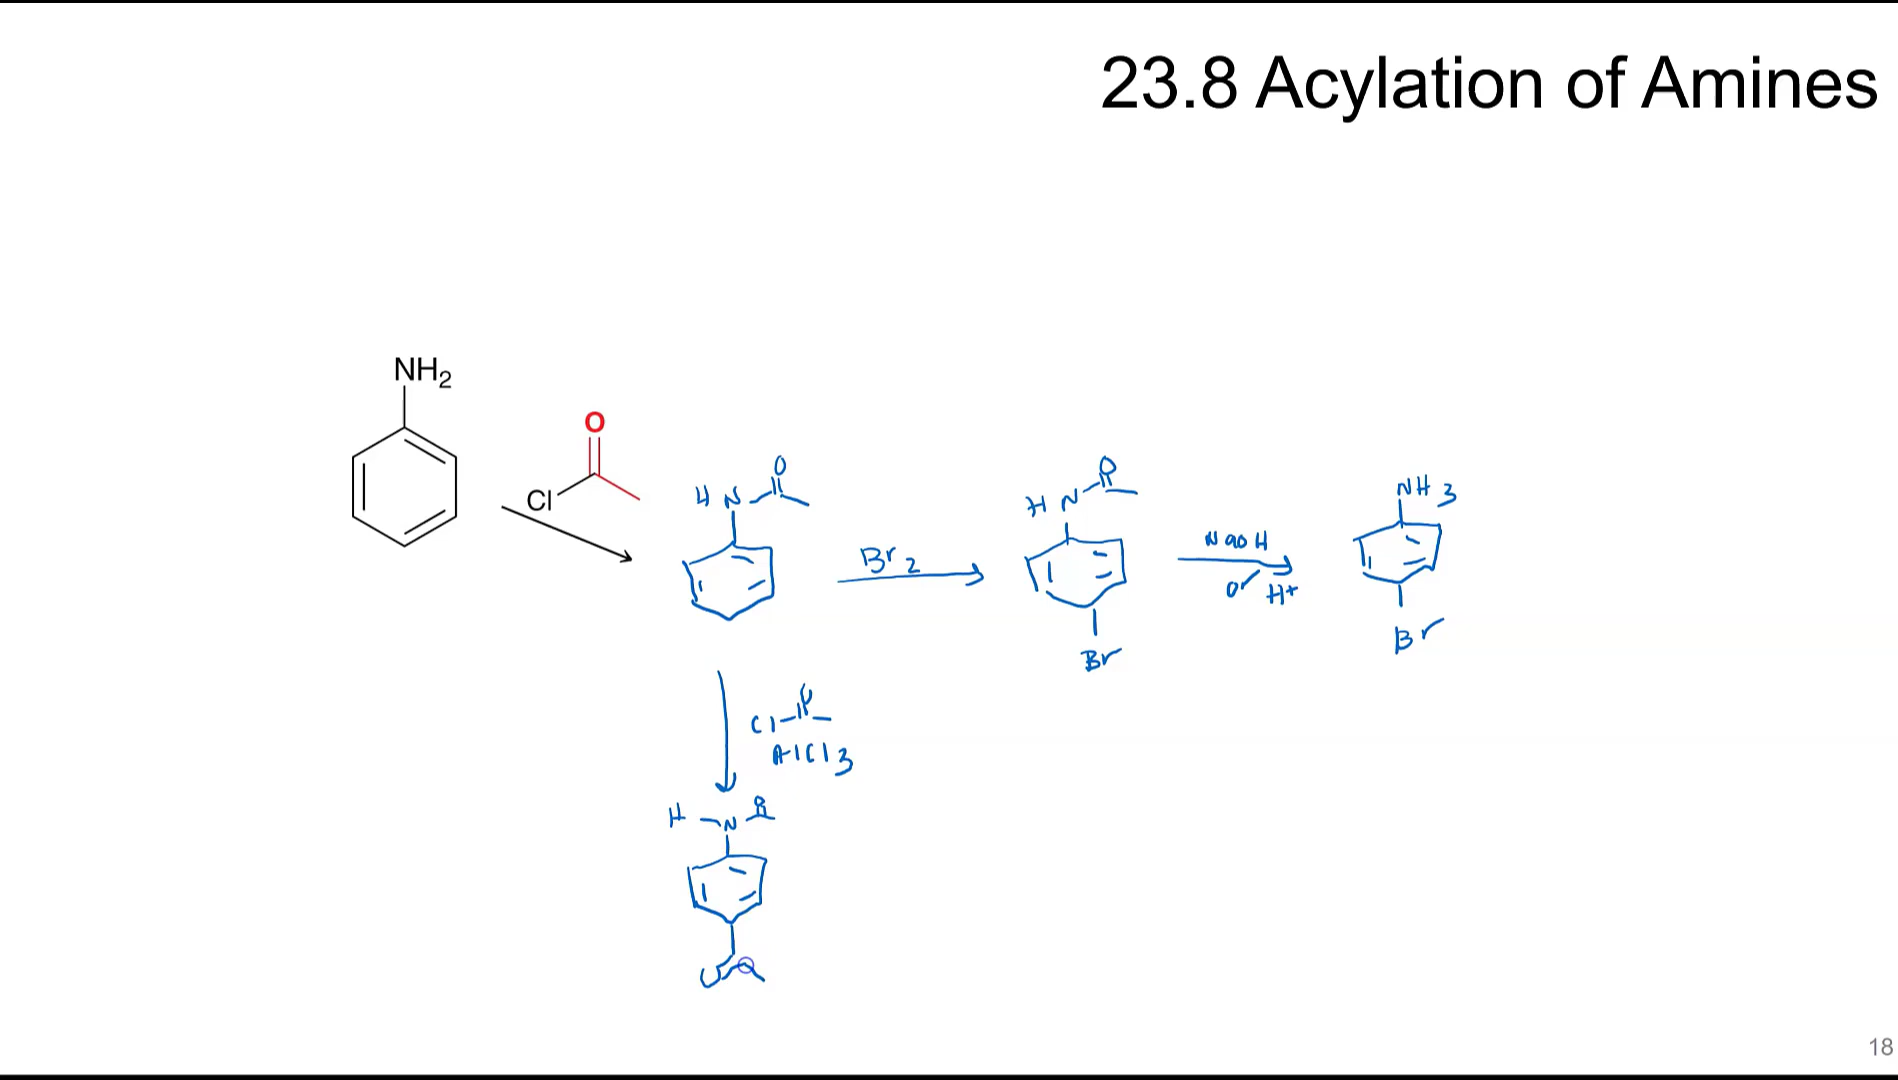 23.8 Acylation of Amines
NH2
O
Cl
H N O
Br2
H N O
Br
NaOH
or H+
NH3
Br
Cl O
AlCl3
H N O
O
18